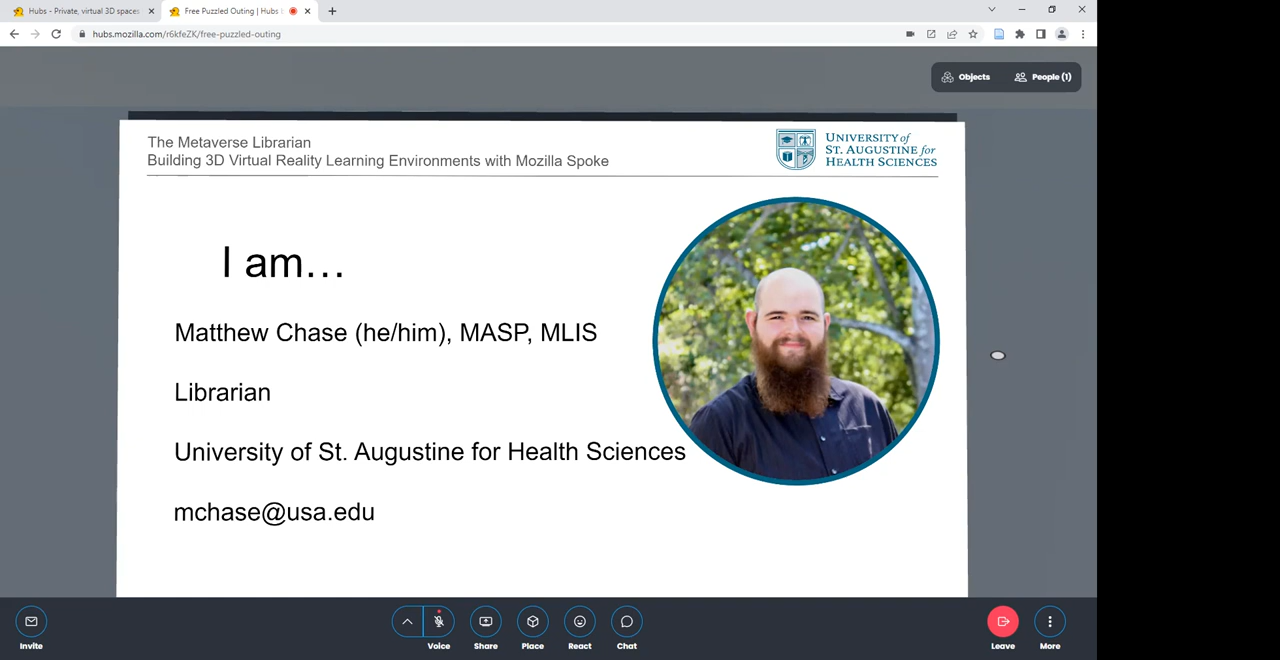 Hubs - Private, virtual 3D spaces
Free Puzzled Outing | Hubs
hubs.mozilla.com/r6kfeZK/free-puzzled-outing
Objects
People (1)
The Metaverse Librarian
Building 3D Virtual Reality Learning Environments with Mozilla Spoke
UNIVERSITY of
ST. AUGUSTINE for
HEALTH SCIENCES
I am…
Matthew Chase (he/him), MASP, MLIS
Librarian
University of St. Augustine for Health Sciences
mchase@usa.edu
Invite
Voice
Share
Place
React
Chat
Leave
More